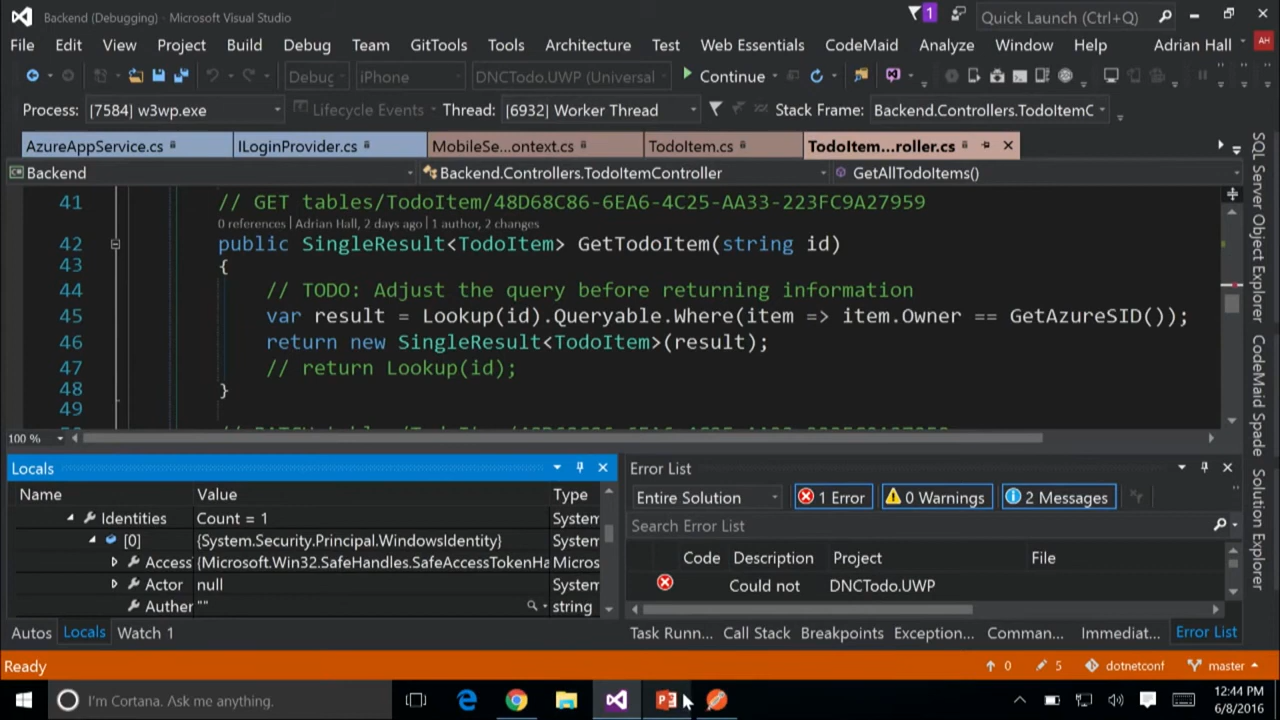 Backend (Debugging) - Microsoft Visual Studio
1
Quick Launch (Ctrl+Q)
File Edit View Project Build Debug Team GitTools Tools Architecture Test Web Essentials CodeMaid Analyze Window Help Adrian Hall AH
Debug iPhone DNCTodo.UWP (Universal Continue
Process: [7584] w3wp.exe Lifecycle Events Thread: [6932] Worker Thread Stack Frame: Backend.Controllers.TodoItemC
AzureAppService.cs ILoginProvider.cs MobileSe...ontext.cs TodoItem.cs TodoItem...roller.cs
Backend Backend.Controllers.TodoItemController GetAllTodoItems()
41 // GET tables/TodoItem/48D68C86-6EA6-4C25-AA33-223FC9A27959
0 references | Adrian Hall, 2 days ago | 1 author, 2 changes
42 public SingleResult<TodoItem> GetTodoItem(string id)
43 {
44 // TODO: Adjust the query before returning information
45 var result = Lookup(id).Queryable.Where(item => item.Owner == GetAzureSID());
46 return new SingleResult<TodoItem>(result);
47 // return Lookup(id);
48 }
49
100 %
Locals
Name Value Type
Identities Count = 1 System
[0] {System.Security.Principal.WindowsIdentity} System
Access {Microsoft.Win32.SafeHandles.SafeAccessTokenHa Micros
Actor null System
Auther "" string
Autos Locals Watch 1
Error List
Entire Solution 1 Error 0 Warnings 2 Messages
Search Error List
Code Description Project File
Could not DNCTodo.UWP
Task Runn... Call Stack Breakpoints Exception... Comman... Immediat... Error List
SQL Server Object Explorer
CodeMaid Spade
Solution Explorer
Ready 0 5 dotnetconf master
I'm Cortana. Ask me anything.
12:44 PM
6/8/2016